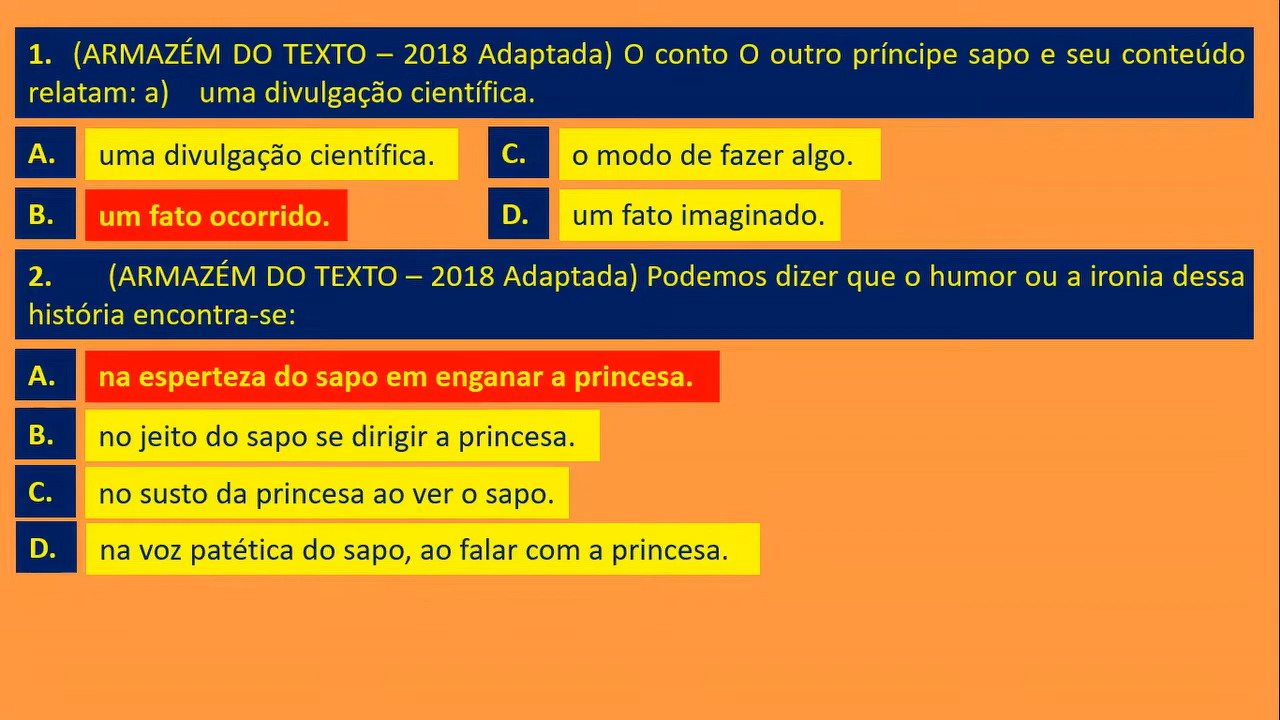 1. (ARMAZÉM DO TEXTO – 2018 Adaptada) O conto O outro príncipe sapo e seu conteúdo
relatam: a) uma divulgação científica.
A. uma divulgação científica.
B. um fato ocorrido.
C. o modo de fazer algo.
D. um fato imaginado.
2. (ARMAZÉM DO TEXTO – 2018 Adaptada) Podemos dizer que o humor ou a ironia dessa
história encontra-se:
A. na esperteza do sapo em enganar a princesa.
B. no jeito do sapo se dirigir a princesa.
C. no susto da princesa ao ver o sapo.
D. na voz patética do sapo, ao falar com a princesa.